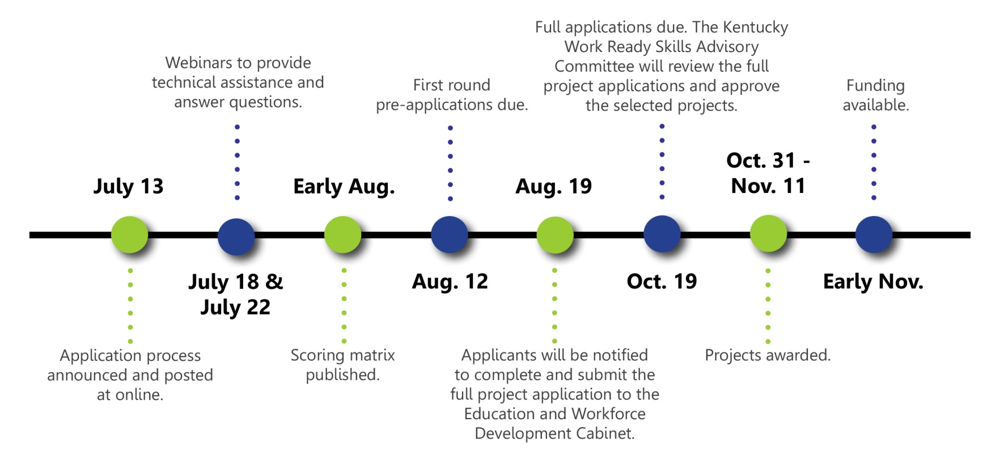 July 13
Application process
announced and posted
at online.
Webinars to provide
technical assistance and
answer questions.
July 18 &
July 22
Early Aug.
Scoring matrix
published.
First round
pre-applications due.
Aug. 12
Aug. 19
Applicants will be notified
to complete and submit the
full project application to the
Education and Workforce
Development Cabinet.
Full applications due. The Kentucky
Work Ready Skills Advisory
Committee will review the full
project applications and approve
the selected projects.
Oct. 19
Oct. 31 -
Nov. 11
Projects awarded.
Funding
available.
Early Nov.